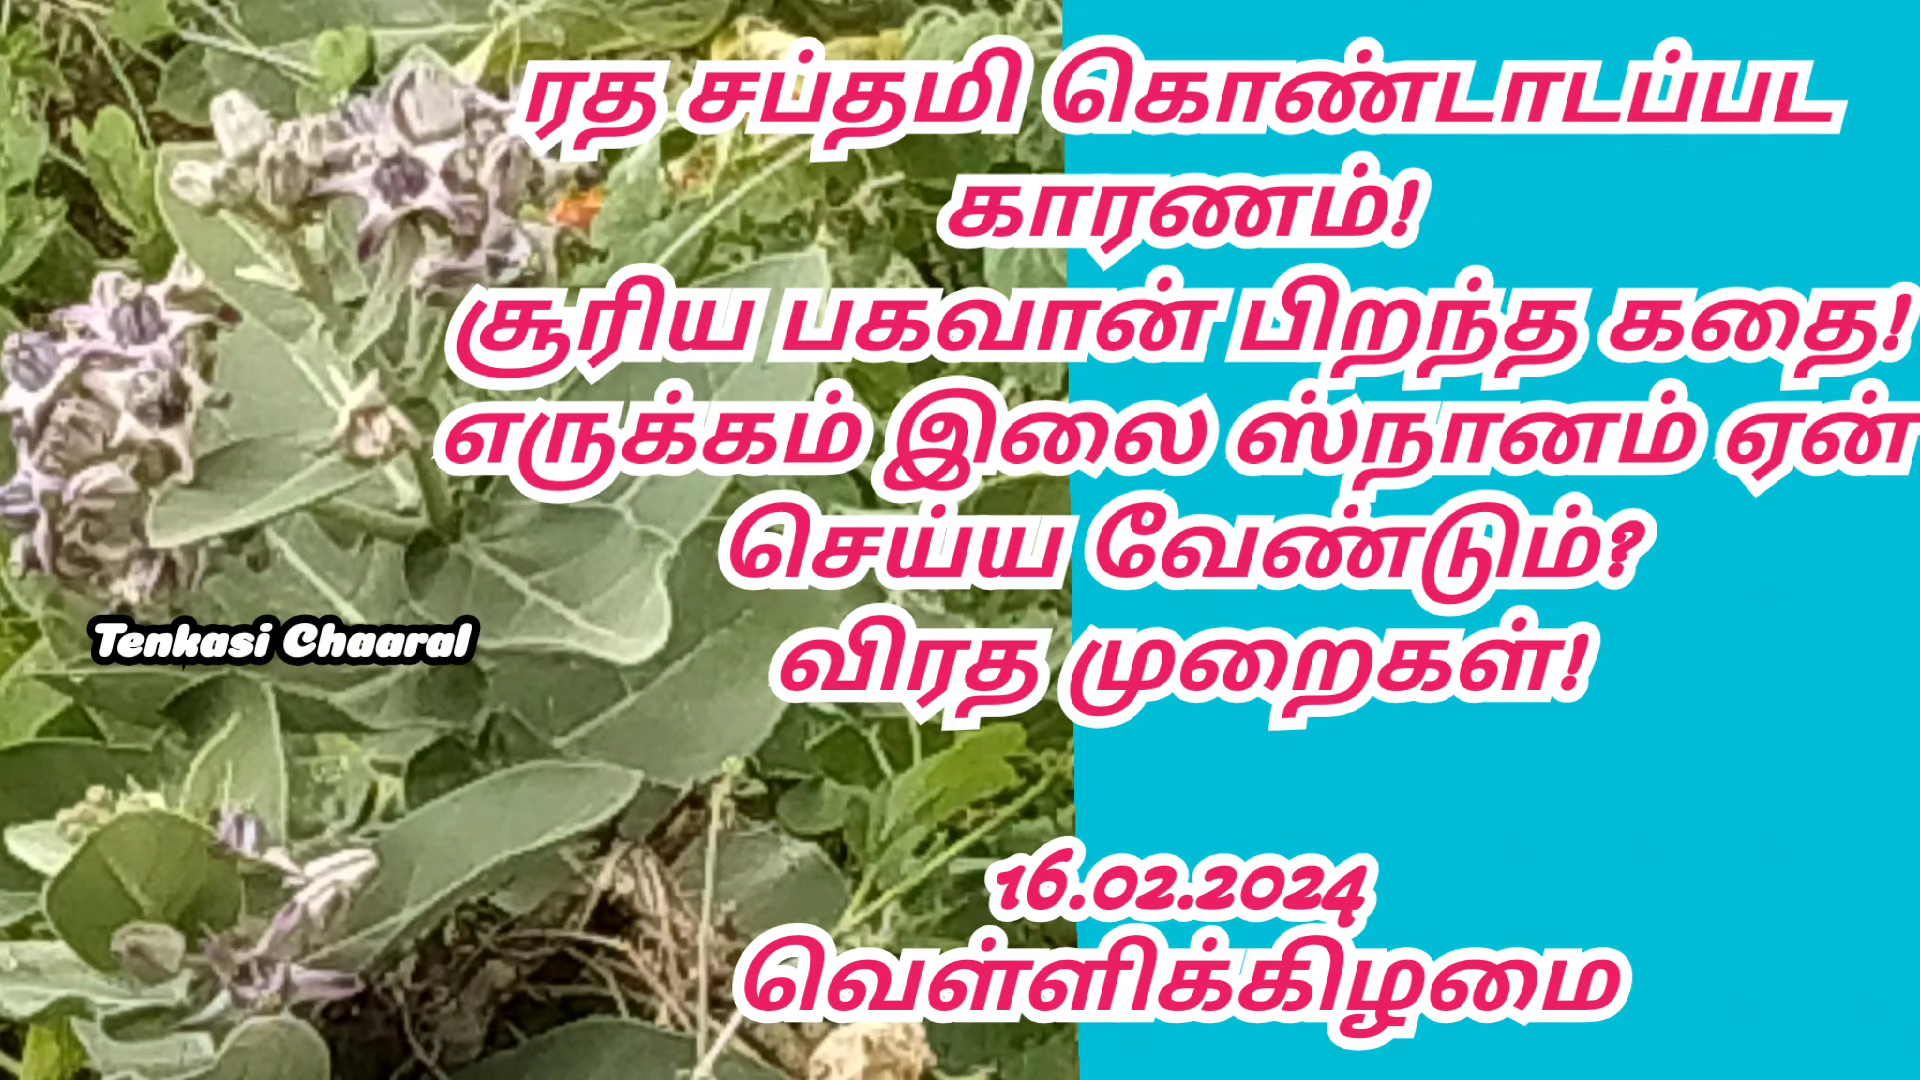 ரத சப்தமி கொண்டாடப்பட
காரணம்!
சூரிய பகவான் பிறந்த கதை!
எருக்கம் இலை ஸ்நானம் ஏன்
செய்ய வேண்டும்?
விரத முறைகள்!
Tenkasi Chaaral
16.02.2024
வெள்ளிக்கிழமை